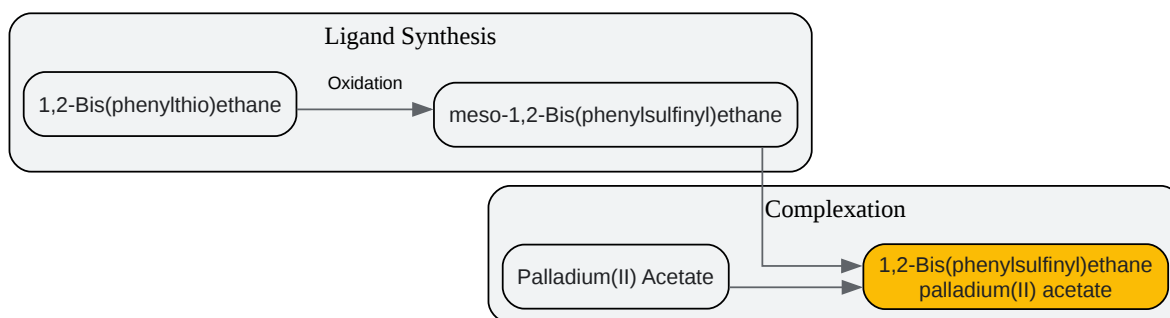 Ligand Synthesis
1,2-Bis(phenylthio)ethane
Oxidation
meso-1,2-Bis(phenylsulfinyl)ethane
Complexation
Palladium(II) Acetate
1,2-Bis(phenylsulfinyl)ethane
palladium(II) acetate